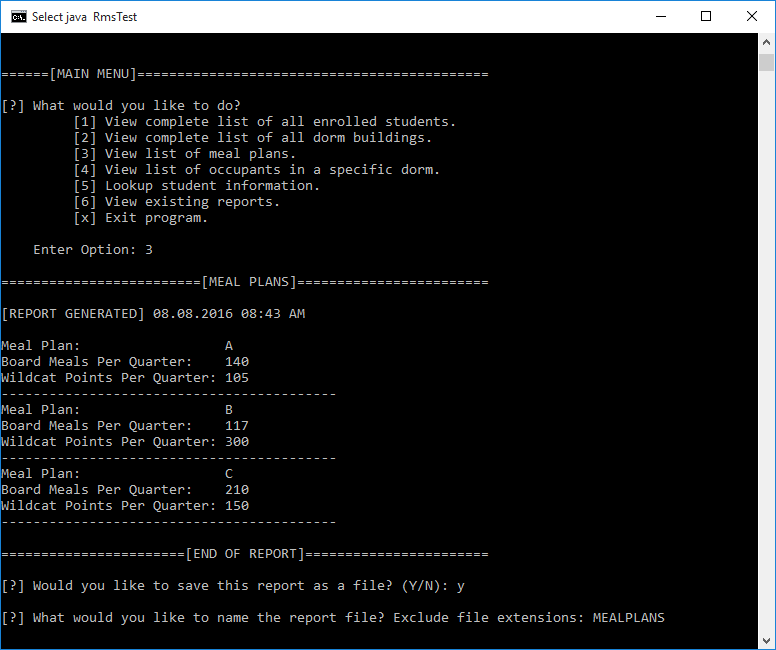 Select java  RmsTest
======[MAIN MENU]============================================
[?] What would you like to do?
[1] View complete list of all enrolled students.
[2] View complete list of all dorm buildings.
[3] View list of meal plans.
[4] View list of occupants in a specific dorm.
[5] Lookup student information.
[6] View existing reports.
[x] Exit program.
Enter Option: 3
=========================[MEAL PLANS]========================
[REPORT GENERATED] 08.08.2016 08:43 AM
Meal Plan:                  A
Board Meals Per Quarter:    140
Wildcat Points Per Quarter: 105
------------------------------------------
Meal Plan:                  B
Board Meals Per Quarter:    117
Wildcat Points Per Quarter: 300
------------------------------------------
Meal Plan:                  C
Board Meals Per Quarter:    210
Wildcat Points Per Quarter: 150
------------------------------------------
=======================[END OF REPORT]=======================
[?] Would you like to save this report as a file? (Y/N): y
[?] What would you like to name the report file? Exclude file extensions: MEALPLANS